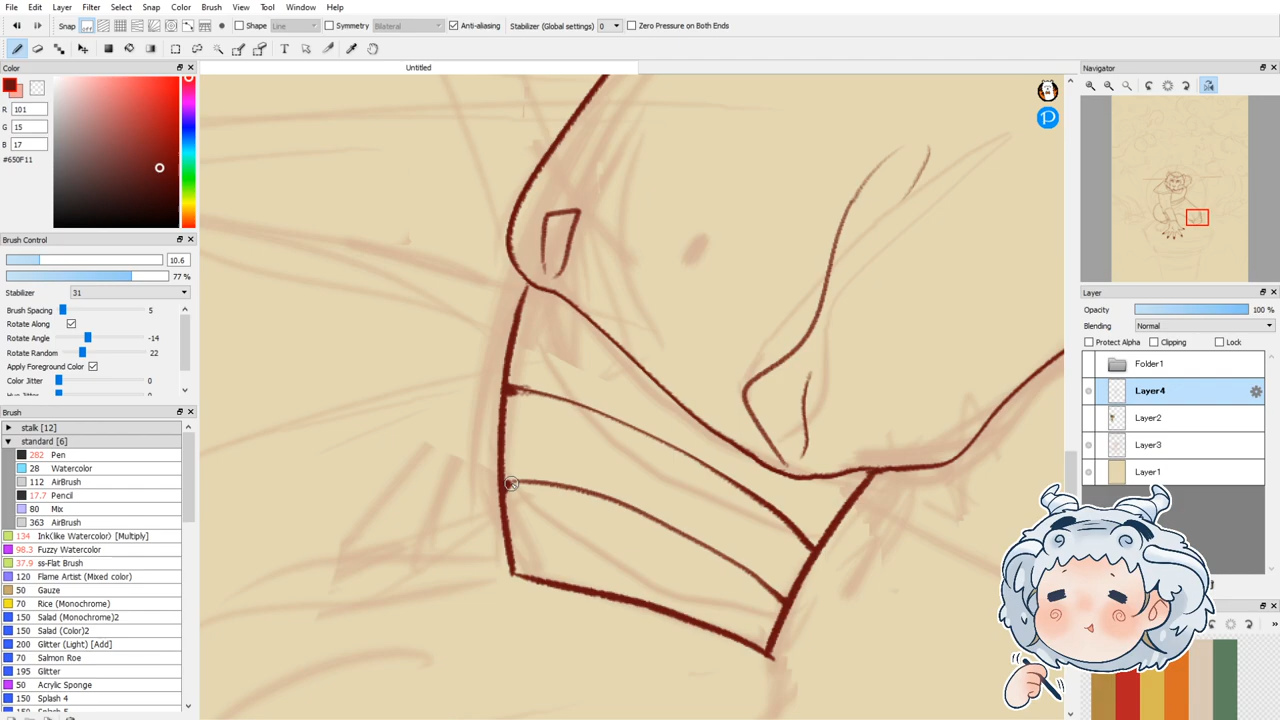 File Edit Layer Filter Select Snap Color Brush View Tool Window Help
Snap off Shape Line Symmetry Bilateral Anti-aliasing Stabilizer (Global settings) 0 Zero Pressure on Both Ends
Color
Untitled
Navigator
R 101
G 15
B 17
#650F11
Brush Control
10.6
77 %
Stabilizer 31
Brush Spacing 5
Rotate Along
Rotate Angle -14
Rotate Random 22
Apply Foreground Color
Color Jitter 0
Layer
Opacity 100 %
Blending Normal
Protect Alpha Clipping Lock
Folder1
Layer4
Layer2
Layer3
Layer1
Brush
stalk [12]
standard [6]
282 Pen
28 Watercolor
112 AirBrush
17.7 Pencil
80 Mix
363 AirBrush
134 Ink(like Watercolor) [Multiply]
98.3 Fuzzy Watercolor
37.9 ss-Flat Brush
120 Flame Artist (Mixed color)
50 Gauze
70 Rice (Monochrome)
150 Salad (Monochrome)2
150 Salad (Color)2
200 Glitter (Light) [Add]
70 Salmon Roe
195 Glitter
50 Acrylic Sponge
150 Splash 4
150 Splash 5